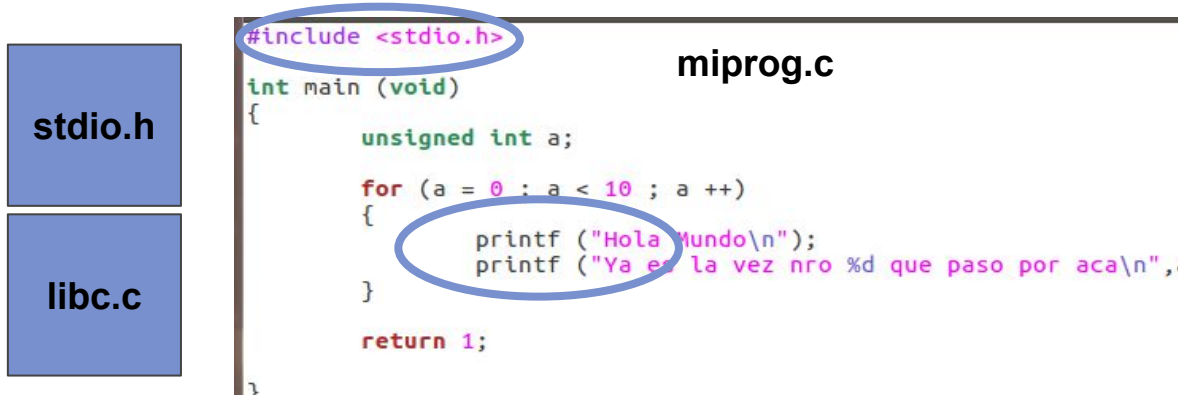 stdio.h
libc.c
miprog.c
#include <stdio.h>
int main (void)
{
unsigned int a;
for (a = 0 ; a < 10 ; a ++)
{
printf ("Hola Mundo\n");
printf ("Ya es la vez nro %d que paso por aca\n",
}
return 1;
}